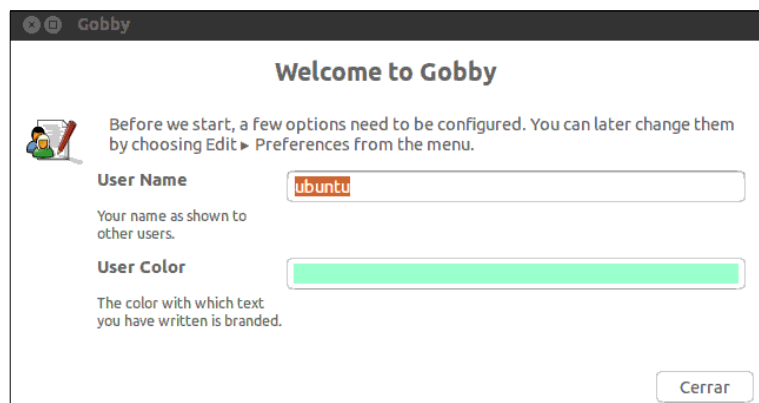 Gobby
Welcome to Gobby
Before we start, a few options need to be configured. You can later change them
by choosing Edit ▸ Preferences from the menu.
User Name
ubuntu
Your name as shown to
other users.
User Color
The color with which text
you have written is branded.
Cerrar